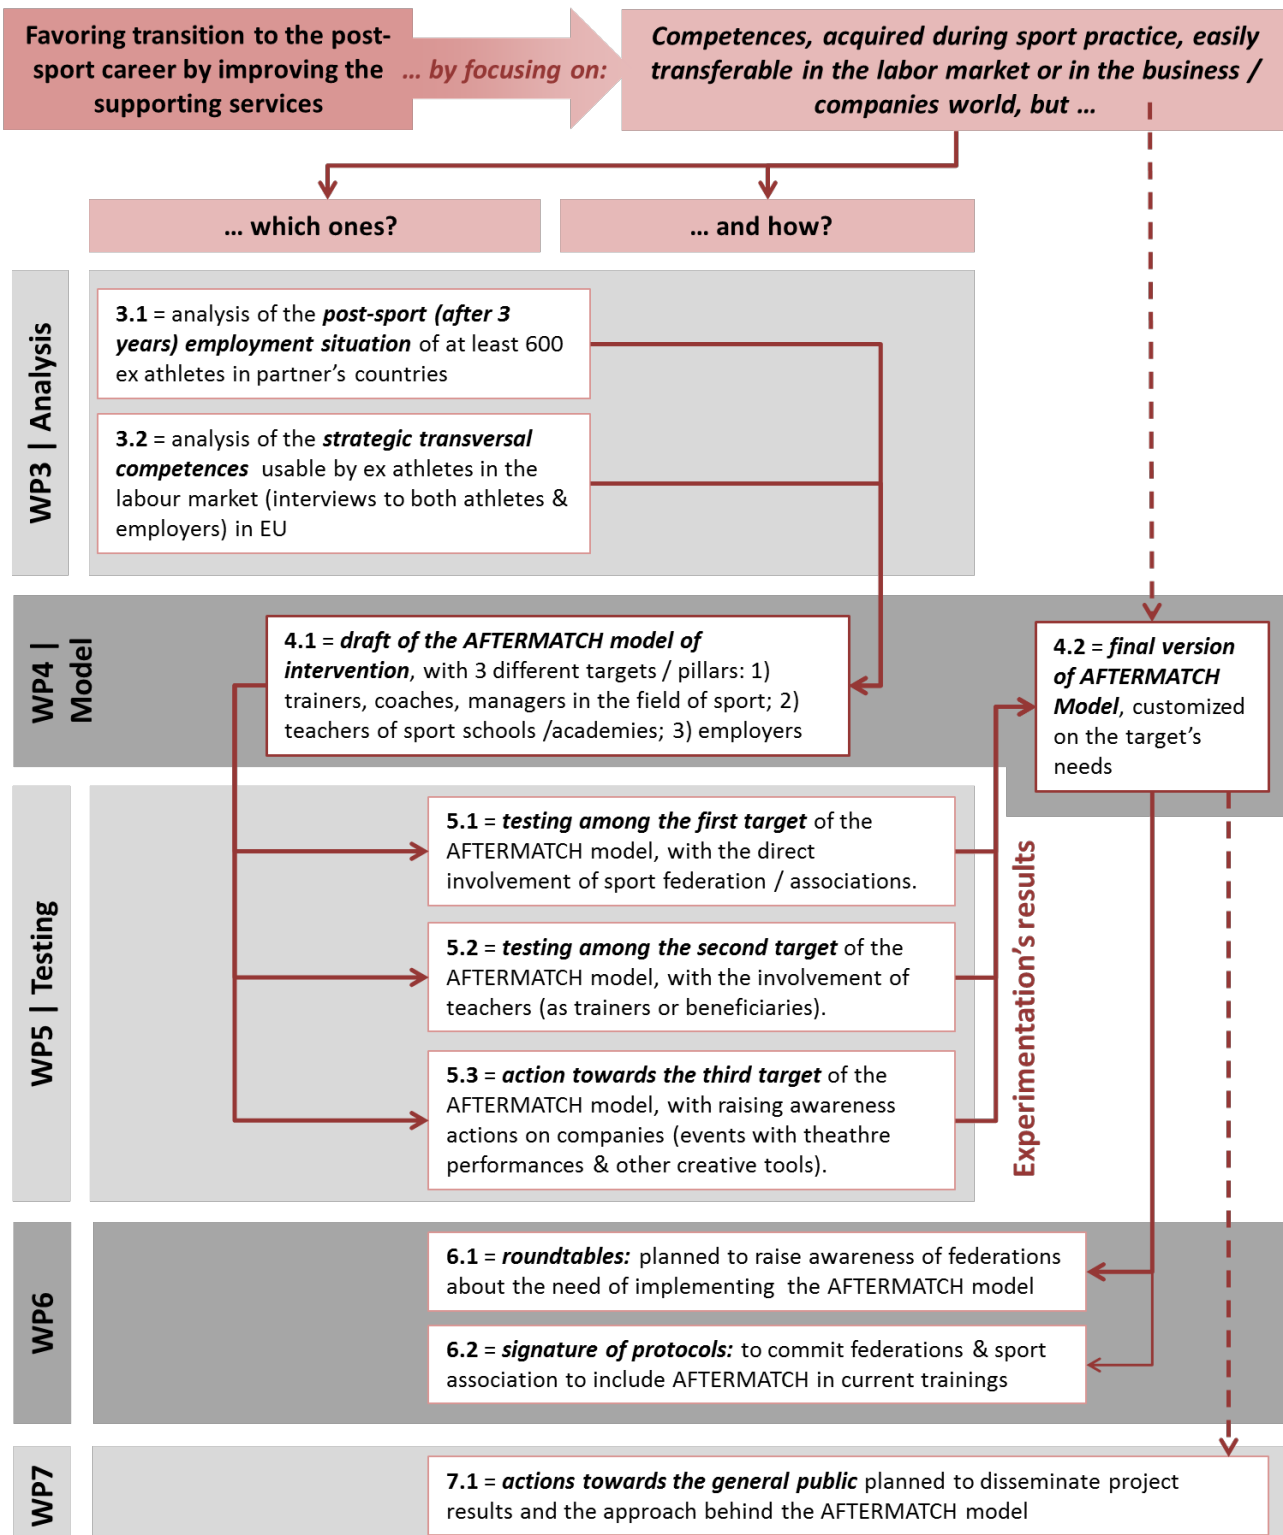 Favoring transition to the post-
sport career by improving the
supporting services
... by focusing on:
Competences, acquired during sport practice, easily
transferable in the labor market or in the business /
companies world, but ...
... which ones?
... and how?
WP3 | Analysis
3.1 = analysis of the post-sport (after 3
years) employment situation of at least 600
ex athletes in partner's countries
3.2 = analysis of the strategic transversal
competences usable by ex athletes in the
labour market (interviews to both athletes &
employers) in EU
WP4 |
Model
4.1 = draft of the AFTERMATCH model of
intervention, with 3 different targets / pillars: 1)
trainers, coaches, managers in the field of sport; 2)
teachers of sport schools /academies; 3) employers
4.2 = final version
of AFTERMATCH
Model, customized
on the target's
needs
WP5 | Testing
5.1 = testing among the first target of the
AFTERMATCH model, with the direct
involvement of sport federation / associations.
5.2 = testing among the second target of the
AFTERMATCH model, with the involvement of
teachers (as trainers or beneficiaries).
5.3 = action towards the third target of the
AFTERMATCH model, with raising awareness
actions on companies (events with theathre
performances & other creative tools).
Experimentation's results
WP6
6.1 = roundtables: planned to raise awareness of federations
about the need of implementing the AFTERMATCH model
6.2 = signature of protocols: to commit federations & sport
association to include AFTERMATCH in current trainings
WP7
7.1 = actions towards the general public planned to disseminate project
results and the approach behind the AFTERMATCH model